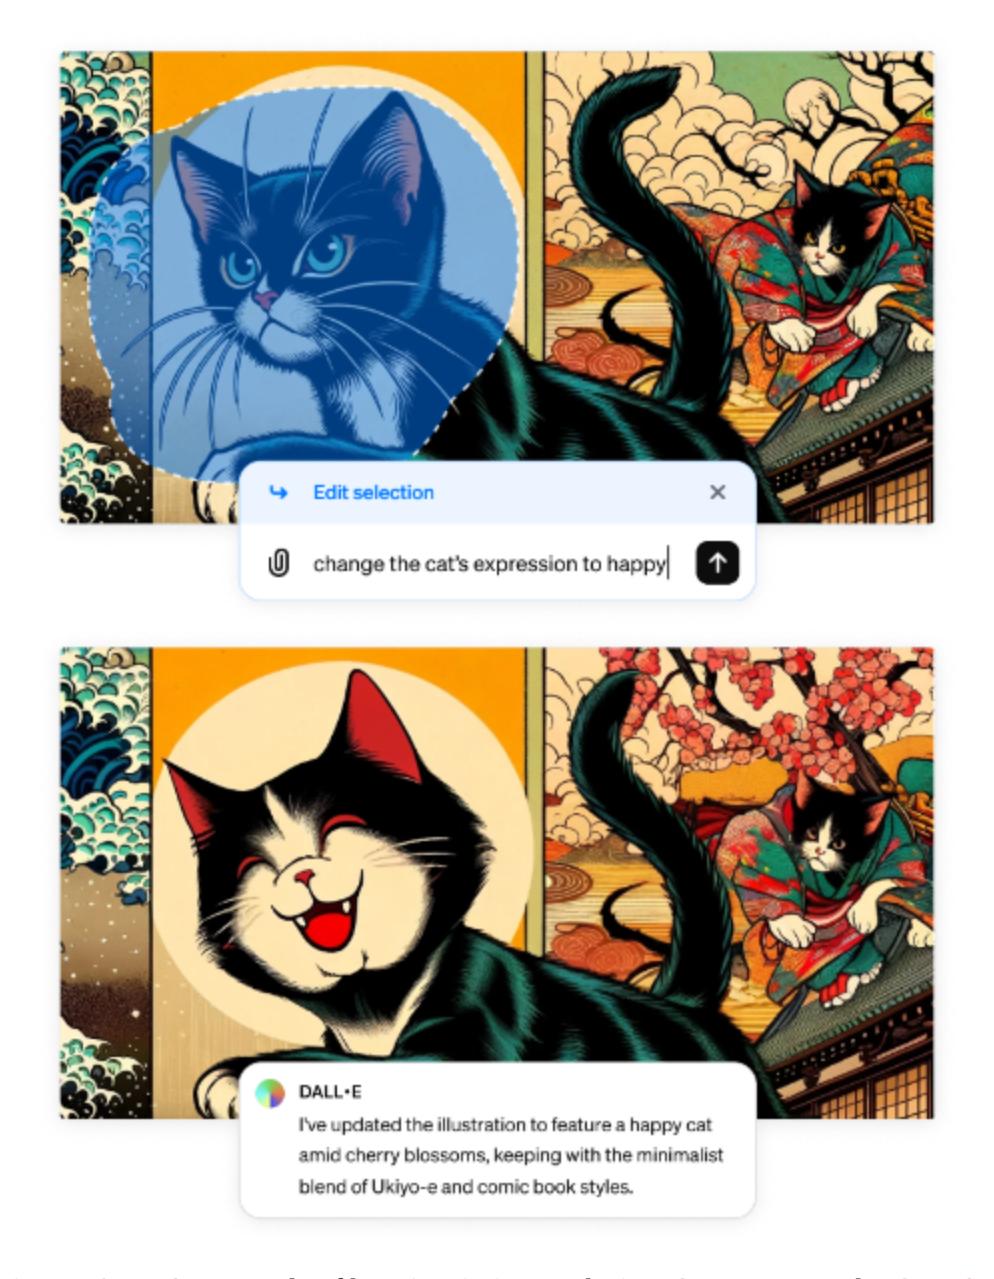 Edit selection
change the cat's expression to happy
DALL•E
I've updated the illustration to feature a happy cat
amid cherry blossoms, keeping with the minimalist
blend of Ukiyo-e and comic book styles.